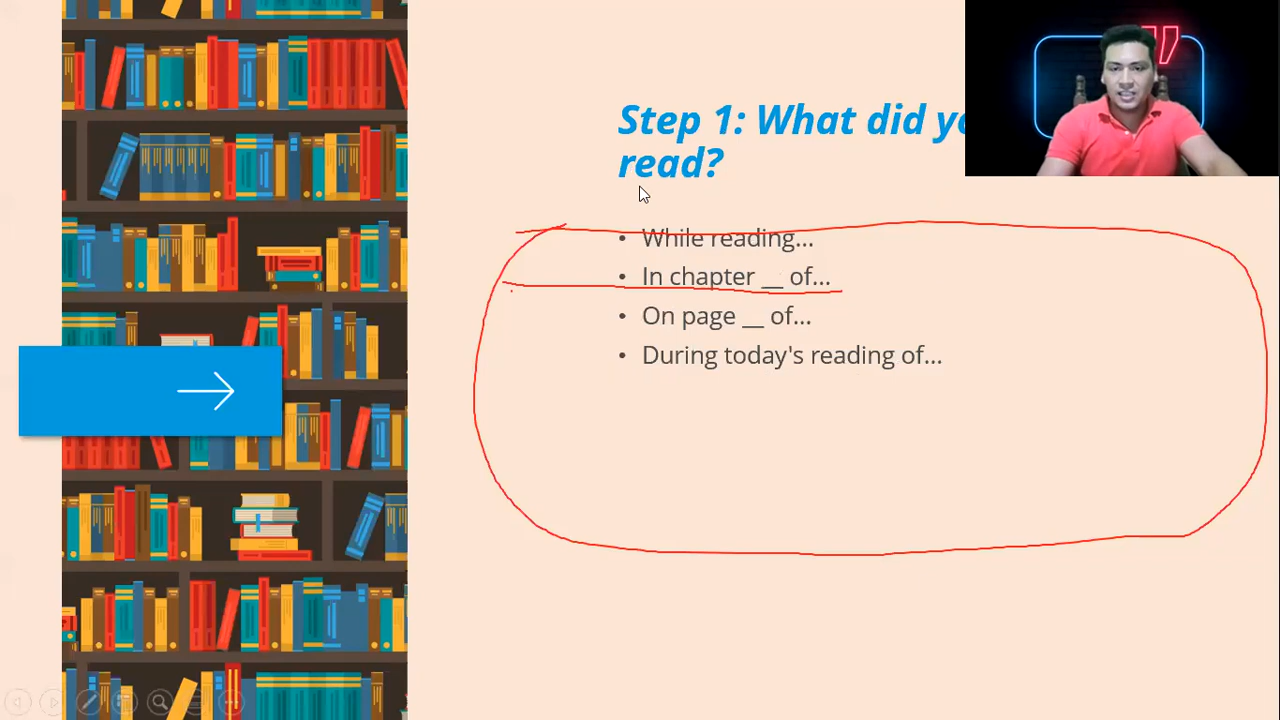 Step 1: What did
read?
• While reading...
• In chapter __ of...
• On page __ of...
• During today's reading of...